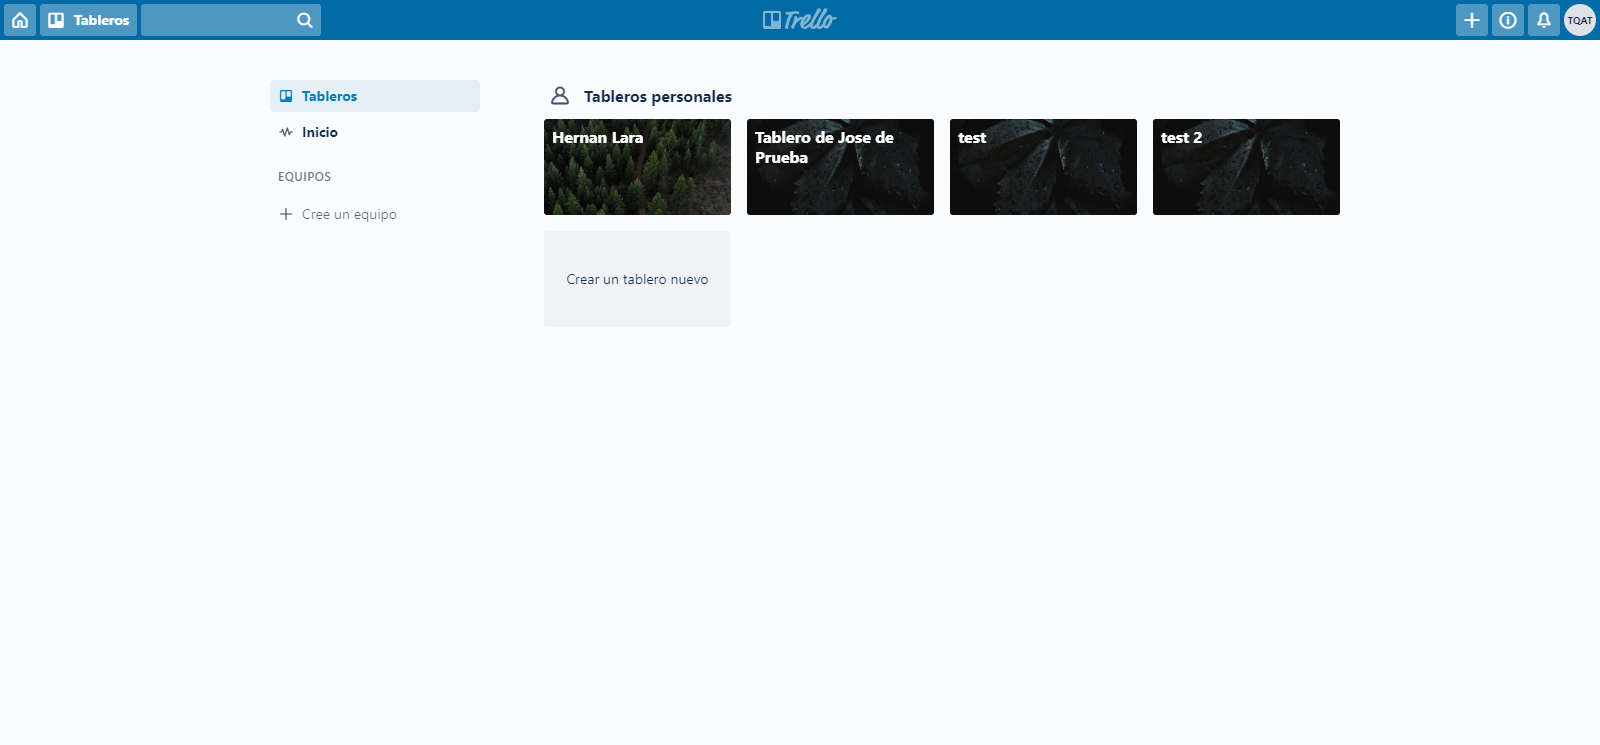 Tableros
Trello
TQAT
Tableros
Inicio
EQUIPOS
Cree un equipo
Tableros personales
Hernan Lara
Tablero de Jose de
Prueba
test
test 2
Crear un tablero nuevo